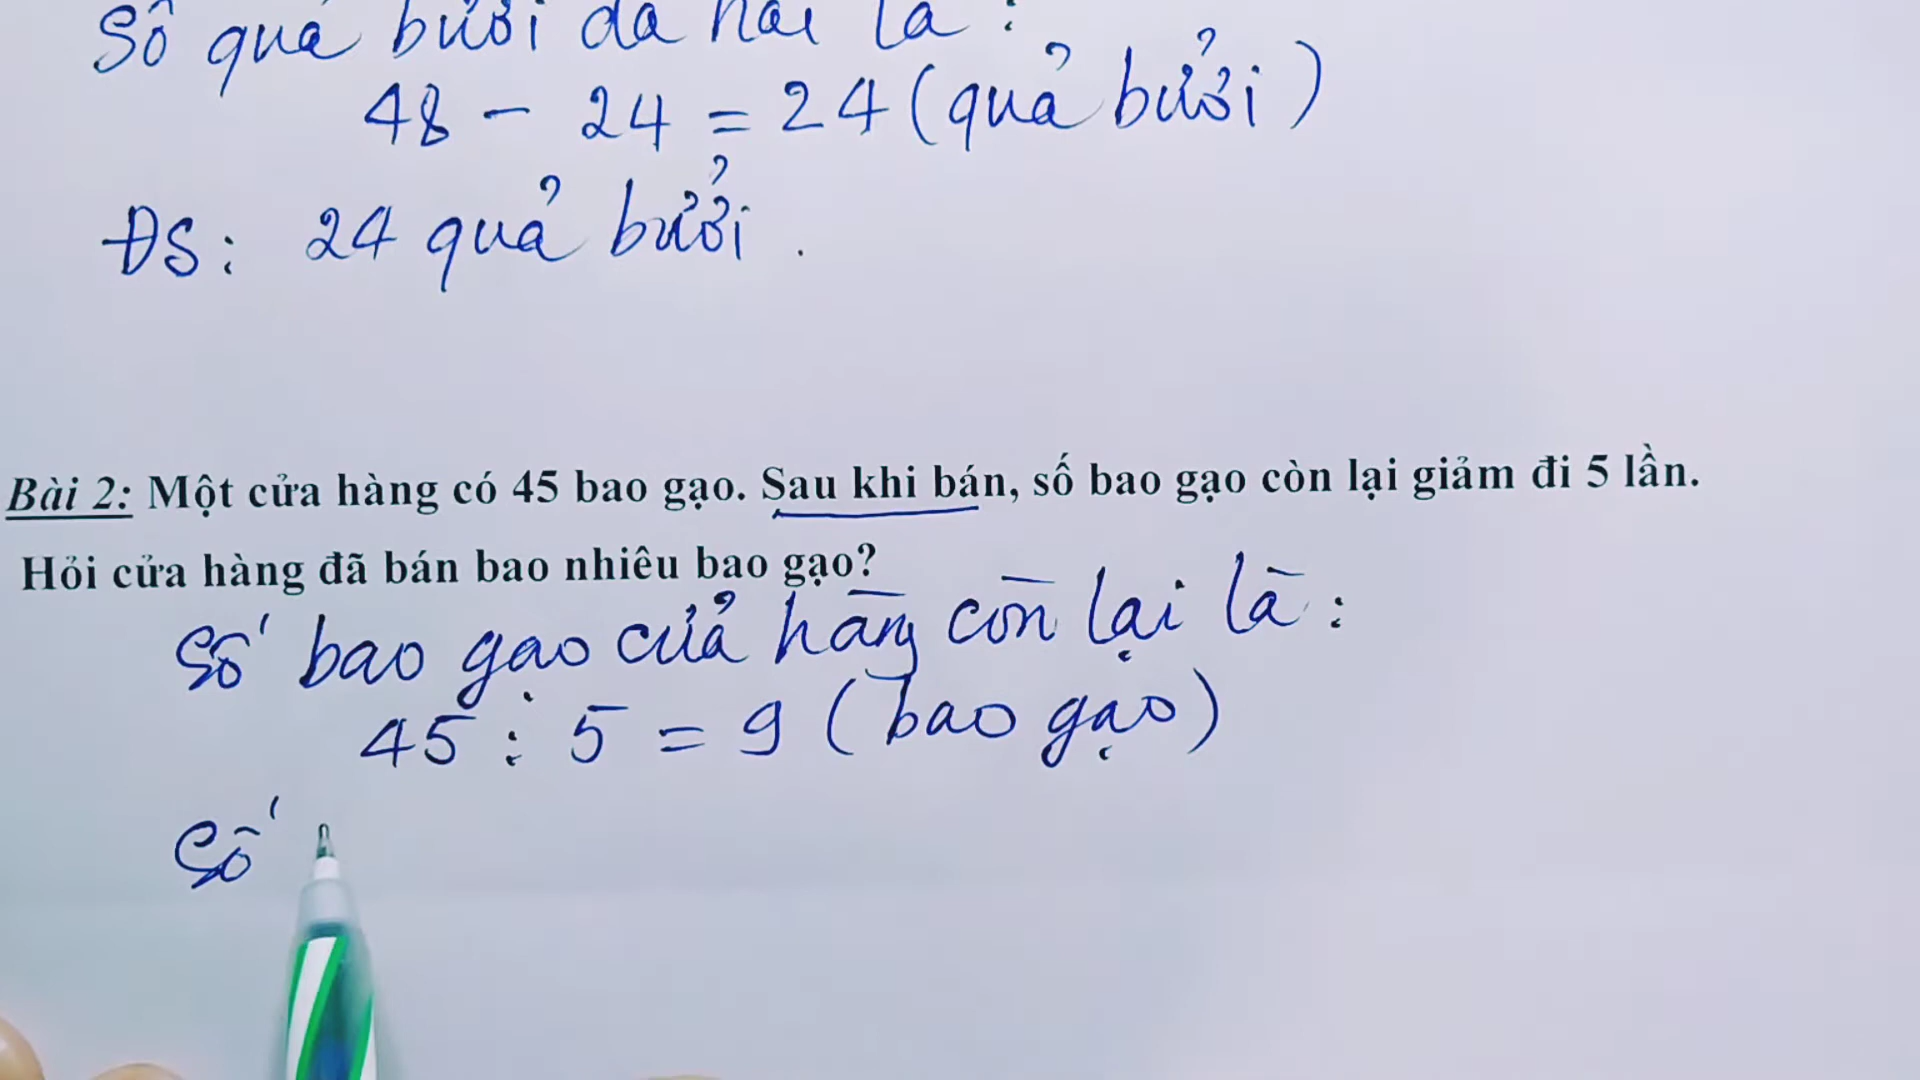 Số quả bưởi đã hái là :
48 - 24 = 24 (quả bưởi)
ĐS: 24 quả bưởi.
Bài 2: Một cửa hàng có 45 bao gạo. Sau khi bán, số bao gạo còn lại giảm đi 5 lần.
Hỏi cửa hàng đã bán bao nhiêu bao gạo?
Số bao gạo cửa hàng còn lại là :
45 : 5 = 9 (bao gạo)
Số